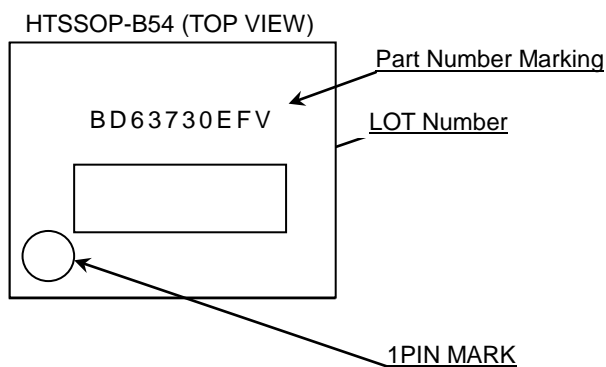 HTSSOP-B54 (TOP VIEW)
Part Number Marking
BD63730EFV
LOT Number
1PIN MARK